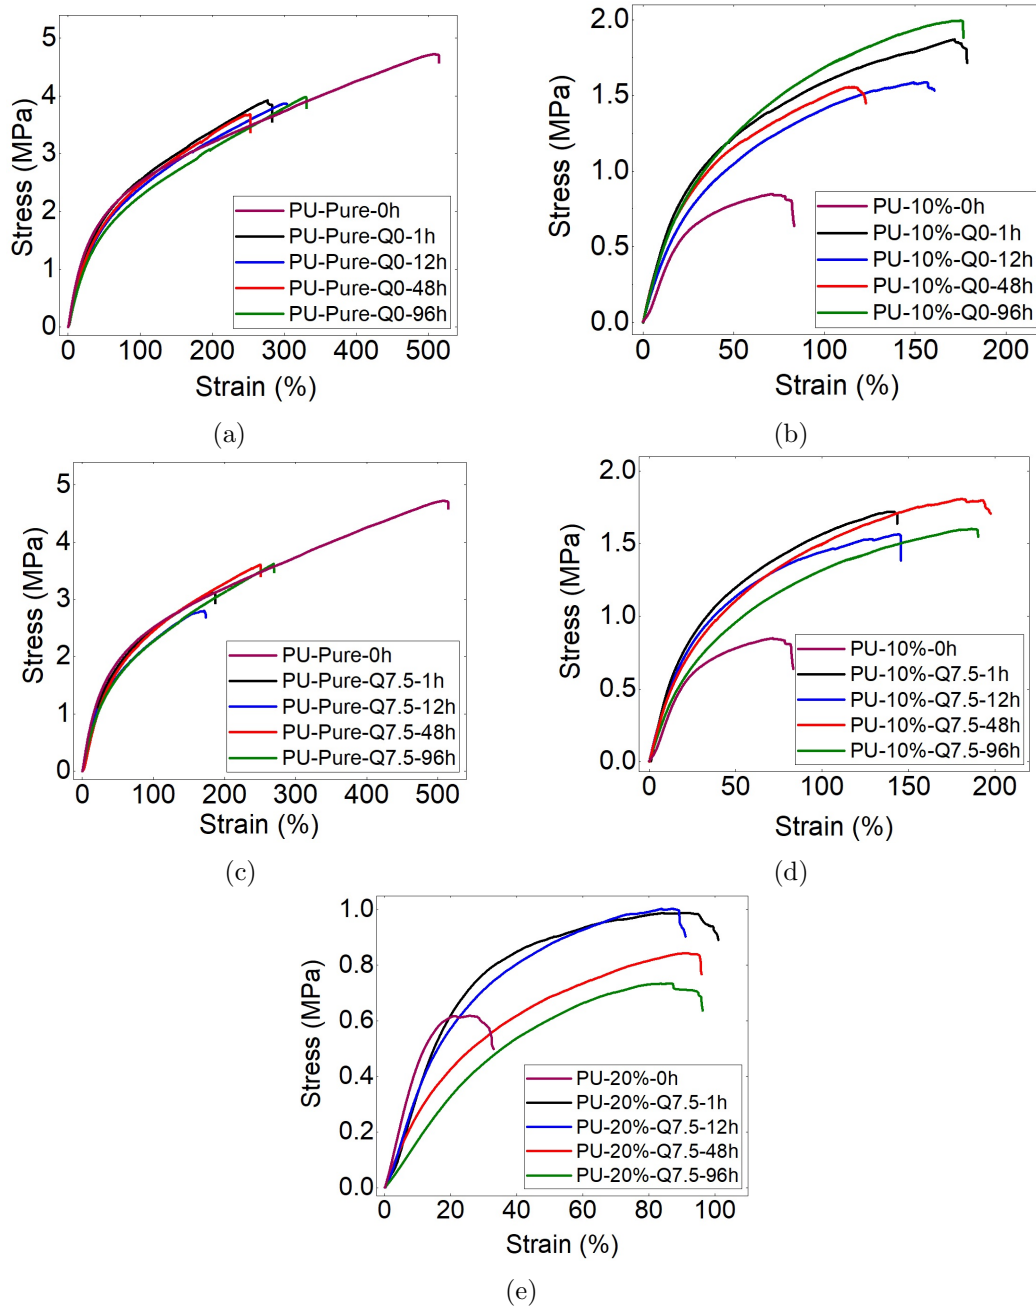 5
4
3
2
1
0
Stress (MPa)
PU-Pure-0h
PU-Pure-Q0-1h
PU-Pure-Q0-12h
PU-Pure-Q0-48h
PU-Pure-Q0-96h
0 100 200 300 400 500
Strain (%)
(a)
2.0
1.5
1.0
0.5
0.0
Stress (MPa)
PU-10%-0h
PU-10%-Q0-1h
PU-10%-Q0-12h
PU-10%-Q0-48h
PU-10%-Q0-96h
0 50 100 150 200
Strain (%)
(b)
5
4
3
2
1
0
Stress (MPa)
PU-Pure-0h
PU-Pure-Q7.5-1h
PU-Pure-Q7.5-12h
PU-Pure-Q7.5-48h
PU-Pure-Q7.5-96h
0 100 200 300 400 500
Strain (%)
(c)
2.0
1.5
1.0
0.5
0.0
Stress (MPa)
PU-10%-0h
PU-10%-Q7.5-1h
PU-10%-Q7.5-12h
PU-10%-Q7.5-48h
PU-10%-Q7.5-96h
0 50 100 150 200
Strain (%)
(d)
1.0
0.8
0.6
0.4
0.2
0.0
Stress (MPa)
PU-20%-0h
PU-20%-Q7.5-1h
PU-20%-Q7.5-12h
PU-20%-Q7.5-48h
PU-20%-Q7.5-96h
0 20 40 60 80 100
Strain (%)
(e)